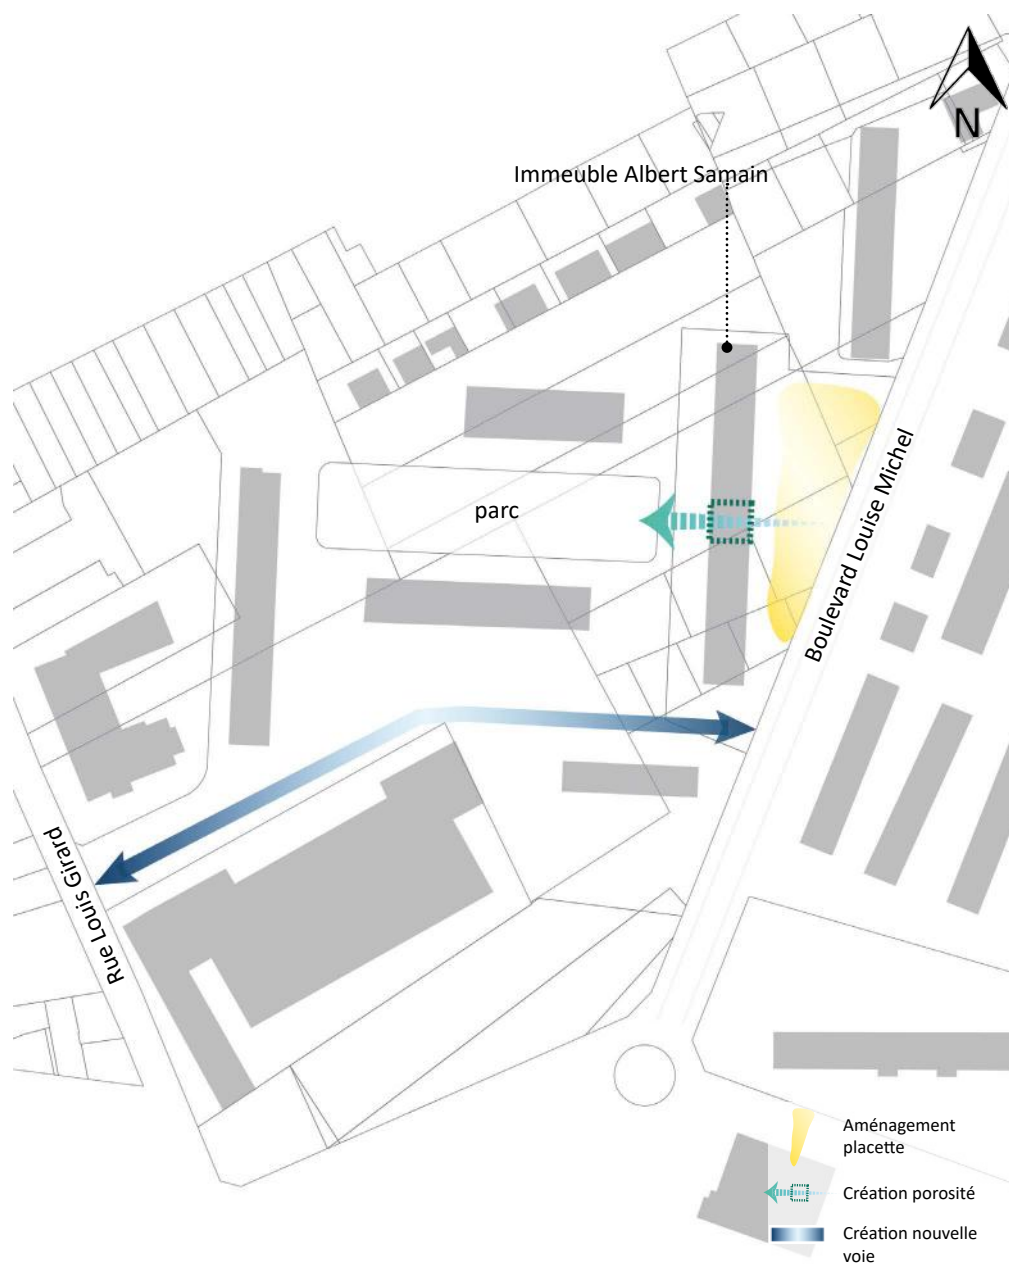 N
Immeuble Albert Samain
parc
Boulevard Louise Michel
Rue Louis Girard
Aménagement
placette
Création porosité
Création nouvelle
voie